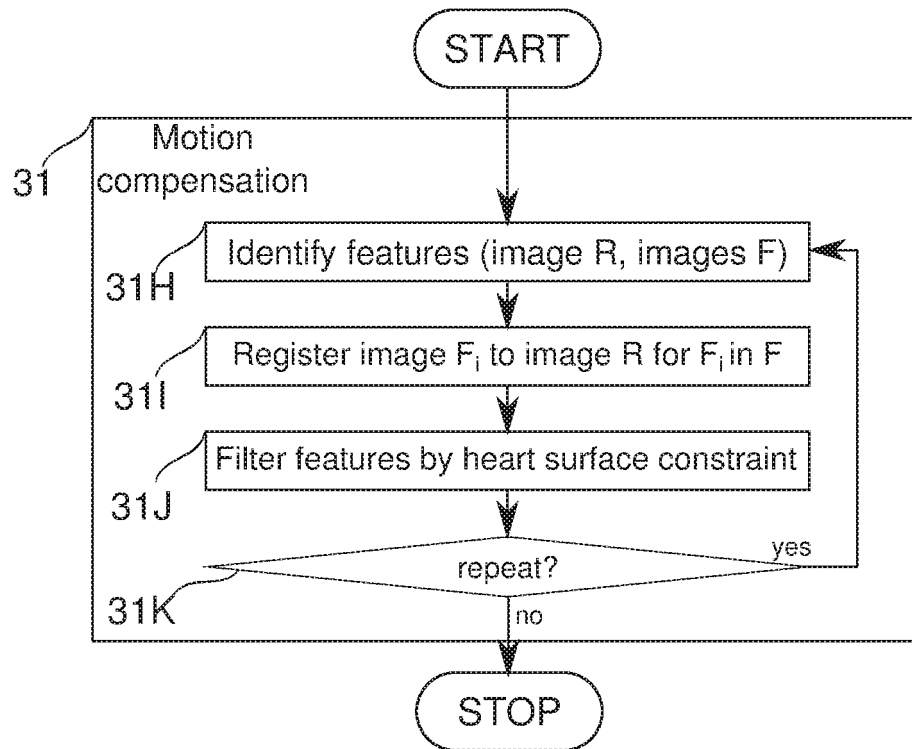 START
Motion
compensation
31
Identify features (image R, images F)
31H
Register image Fi to image R for Fi in F
31I
Filter features by heart surface constraint
31J
repeat?
yes
31K
no
STOP